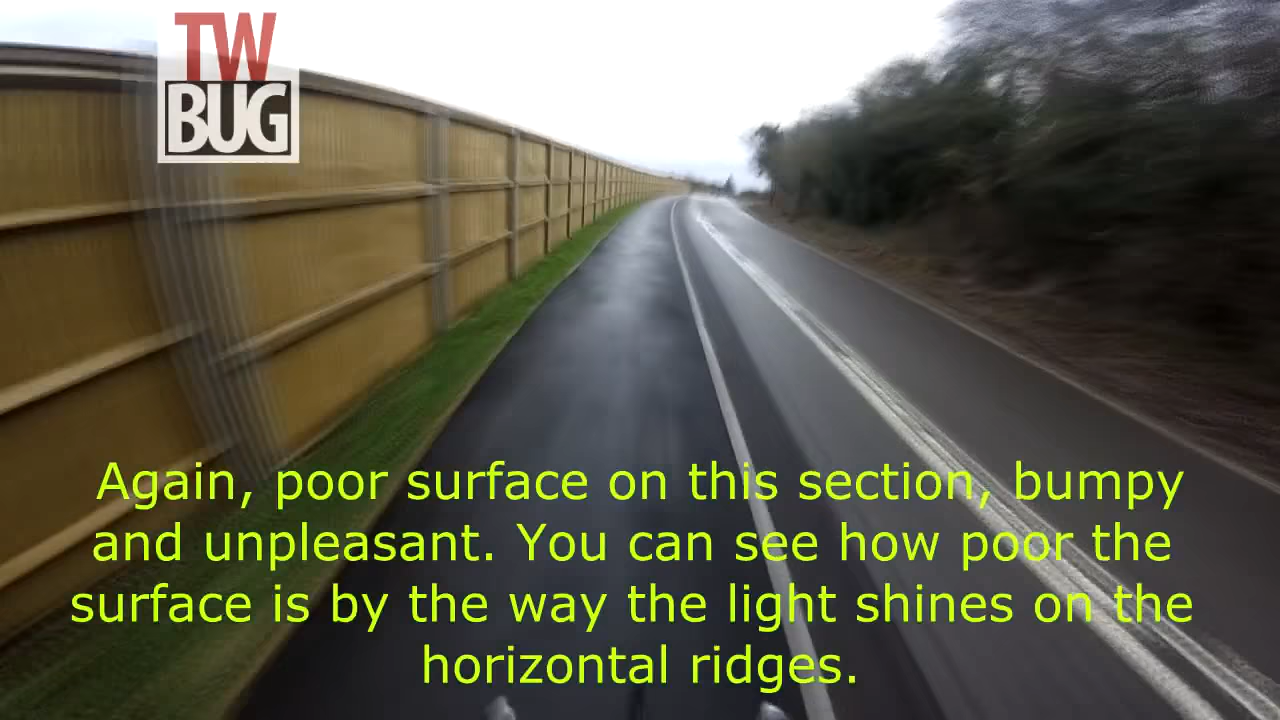 TW
BUG
Again, poor surface on this section, bumpy
and unpleasant. You can see how poor the
surface is by the way the light shines on the
horizontal ridges.